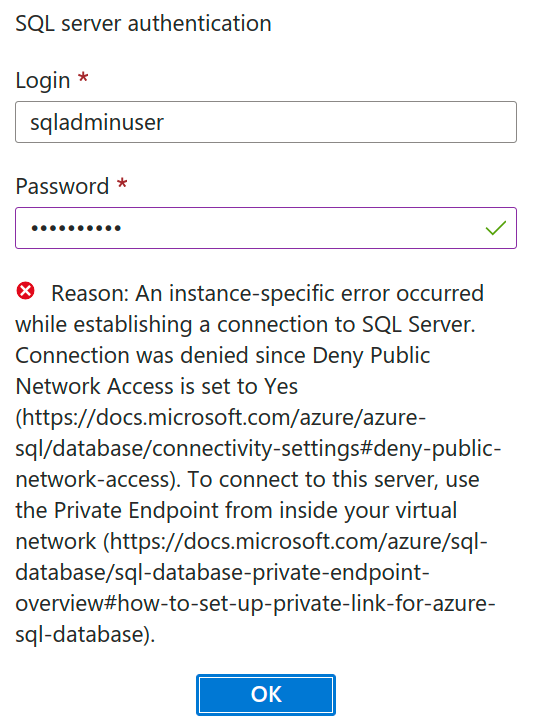 SQL server authentication
Login *
sqladminuser
Password *
••••••••••
Reason: An instance-specific error occurred
while establishing a connection to SQL Server.
Connection was denied since Deny Public
Network Access is set to Yes
(https://docs.microsoft.com/azure/azure-
sql/database/connectivity-settings#deny-public-
network-access). To connect to this server, use
the Private Endpoint from inside your virtual
network (https://docs.microsoft.com/azure/sql-
database/sql-database-private-endpoint-
overview#how-to-set-up-private-link-for-azure-
sql-database).
OK